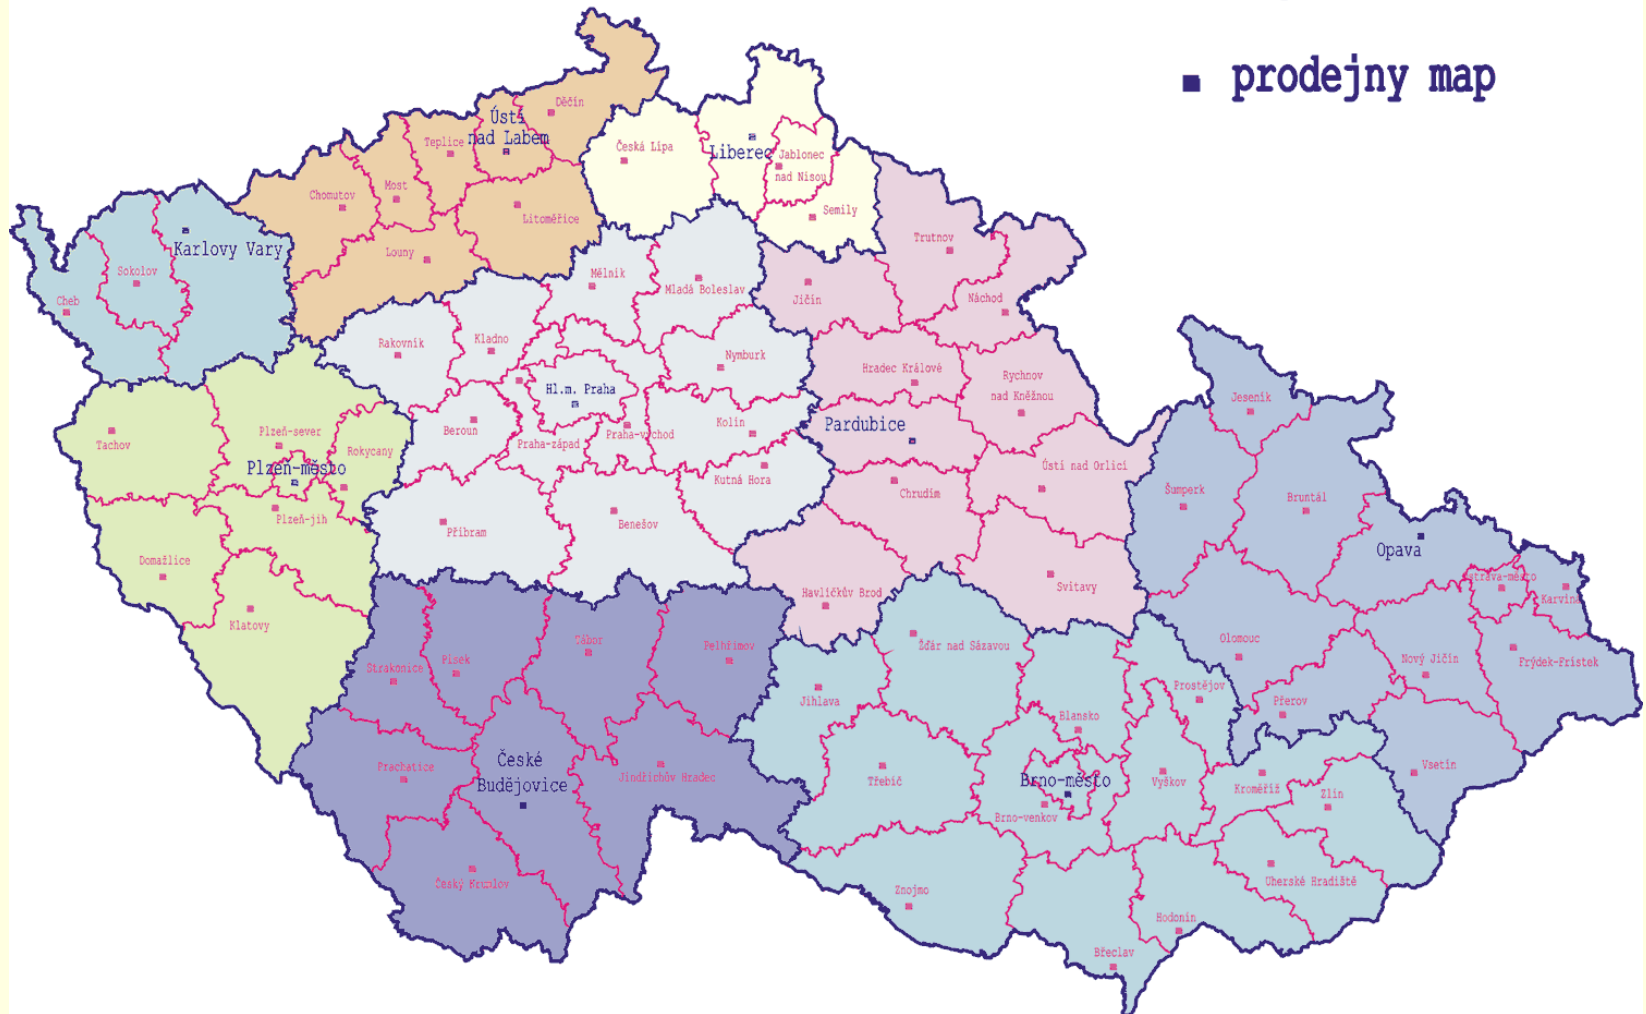 prodejny map
Děčín
Ústí
nad Labem
Teplice
Česká Lípa
Liberec
Jablonec
nad Nisou
Most
Chomutov
Litoměřice
Semily
Karlovy Vary
Louny
Trutnov
Sokolov
Mělník
Mladá Boleslav
Cheb
Jičín
Náchod
Rakovník
Kladno
Nymburk
Hradec Králové
Rychnov
nad Kněžnou
Hl.m. Praha
Jeseník
Tachov
Plzeň-sever
Beroun
Praha-západ
Praha-východ
Kolín
Pardubice
Rokycany
Plzeň-město
Kutná Hora
Ústí nad Orlicí
Chrudim
Šumperk
Bruntál
Plzeň-jih
Příbram
Benešov
Opava
Domažlice
Ostrava-město
Karviná
Havlíčkův Brod
Svitavy
Klatovy
Strakonice
Písek
Tábor
Pelhřimov
Žďár nad Sázavou
Olomouc
Nový Jičín
Frýdek-Frístek
Jihlava
Prostějov
Přerov
Blansko
Prachatice
České
Budějovice
Jindřichův Hradec
Třebíč
Brno-město
Vyškov
Kroměříž
Zlín
Vsetín
Brno-venkov
Český Krumlov
Znojmo
Uherské Hradiště
Hodonín
Břeclav